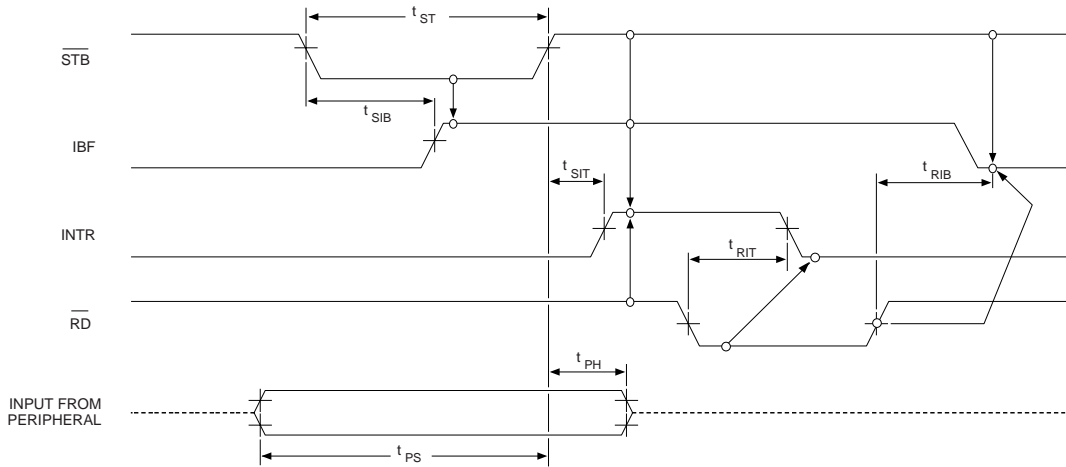 t ST
STB
t SIB
IBF
t SIT
t RIB
INTR
t RIT
RD
t PH
INPUT FROM
PERIPHERAL
t PS